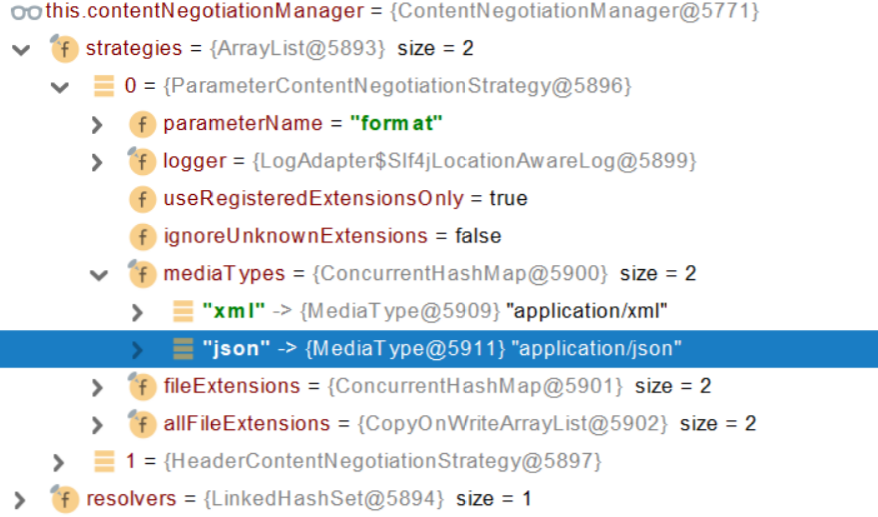 this.contentNegotiationManager = {ContentNegotiationManager@5771}
f strategies = {ArrayList@5893} size = 2
0 = {ParameterContentNegotiationStrategy@5896}
f parameterName = "format"
f logger = {LogAdapter$Slf4jLocationAwareLog@5899}
f useRegisteredExtensionsOnly = true
f ignoreUnknownExtensions = false
f mediaTypes = {ConcurrentHashMap@5900} size = 2
"xml" -> {MediaType@5909} "application/xml"
"json" -> {MediaType@5911} "application/json"
f fileExtensions = {ConcurrentHashMap@5901} size = 2
f allFileExtensions = {CopyOnWriteArrayList@5902} size = 2
1 = {HeaderContentNegotiationStrategy@5897}
f resolvers = {LinkedHashSet@5894} size = 1